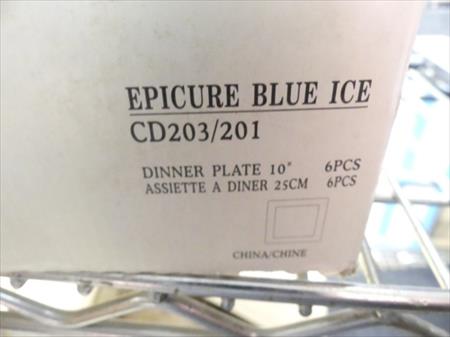 EPICURE BLUE ICE
CD203/201
DINNER PLATE 10" 6PCS
ASSIETTE A DINER 25CM 6PCS
CHINA/CHINE